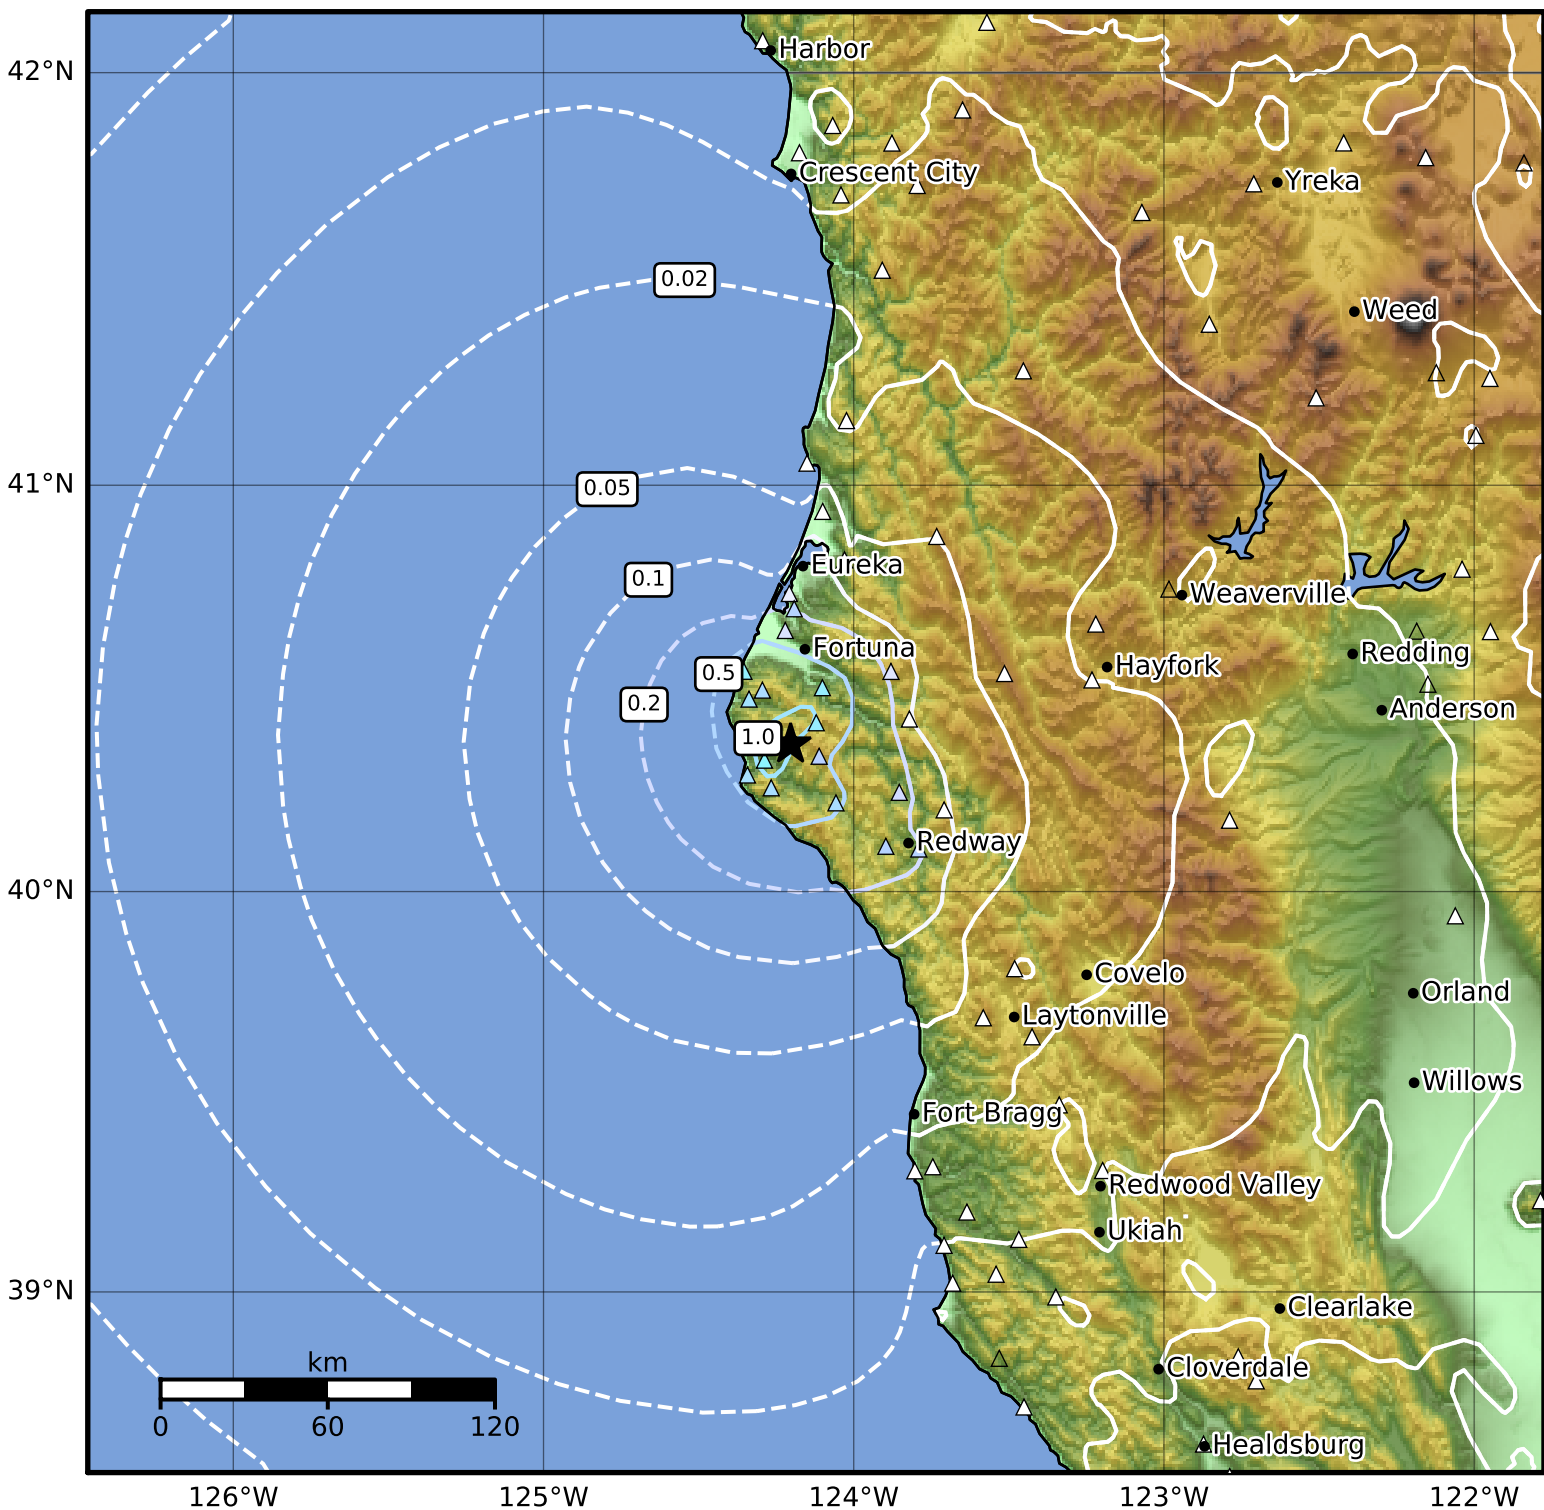 Harbor
42°N
Crescent City
Yreka
0.02
Weed
41°N
0.05
Eureka
0.1
Weaverville
Fortuna
Redding
Hayfork
0.5
0.2
Anderson
1.0
Redway
40°N
Covelo
Orland
Laytonville
Willows
Fort Bragg
Redwood Valley
Ukiah
39°N
Clearlake
km
Cloverdale
0 60 120
Healdsburg
126°W 125°W 124°W 123°W 122°W